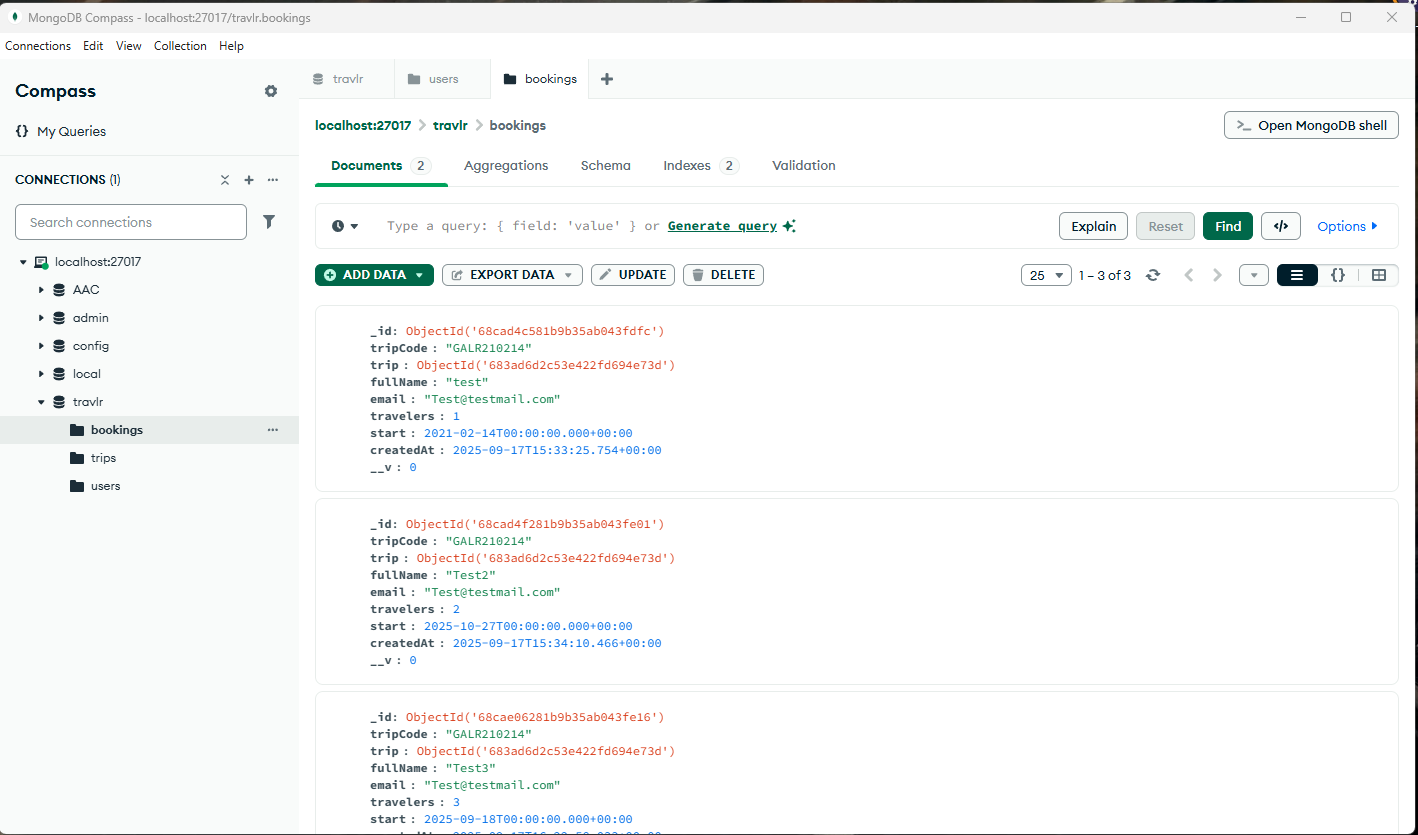 MongoDB Compass - localhost:27017/travlr.bookings
Connections Edit View Collection Help
Compass
{} My Queries
CONNECTIONS (1)
Search connections
localhost:27017
AAC
admin
config
local
travlr
bookings
trips
users
travlr users bookings
localhost:27017 > travlr > bookings
>_ Open MongoDB shell
Documents 2 Aggregations Schema Indexes 2 Validation
Type a query: { field: 'value' } or Generate query
Explain Reset Find </> Options
ADD DATA EXPORT DATA UPDATE DELETE
25 1 – 3 of 3 {}
_id: ObjectId('68cad4c581b9b35ab043fdfc')
tripCode : "GALR210214"
trip : ObjectId('683ad6d2c53e422fd694e73d')
fullName : "test"
email : "Test@testmail.com"
travelers : 1
start : 2021-02-14T00:00:00.000+00:00
createdAt : 2025-09-17T15:33:25.754+00:00
__v : 0
_id: ObjectId('68cad4f281b9b35ab043fe01')
tripCode : "GALR210214"
trip : ObjectId('683ad6d2c53e422fd694e73d')
fullName : "Test2"
email : "Test@testmail.com"
travelers : 2
start : 2025-10-27T00:00:00.000+00:00
createdAt : 2025-09-17T15:34:10.466+00:00
__v : 0
_id: ObjectId('68cae06281b9b35ab043fe16')
tripCode : "GALR210214"
trip : ObjectId('683ad6d2c53e422fd694e73d')
fullName : "Test3"
email : "Test@testmail.com"
travelers : 3
start : 2025-09-18T00:00:00.000+00:00